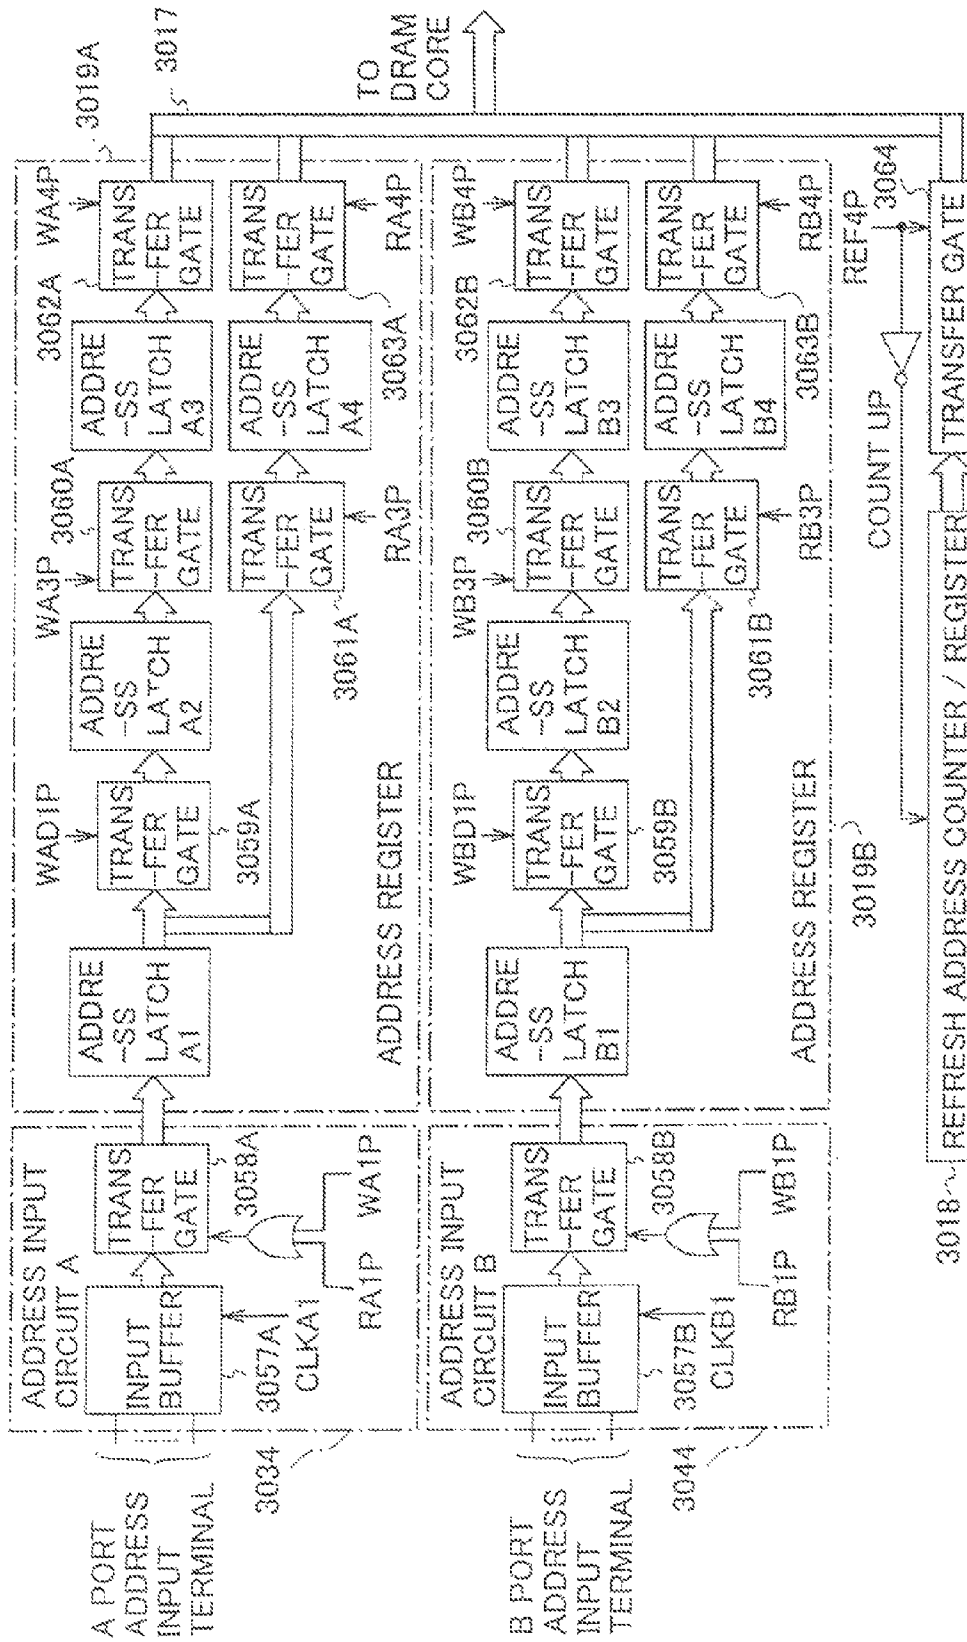 A PORT
ADDRESS
INPUT
TERMINAL
3034
ADDRESS INPUT
CIRCUIT A
INPUT
BUFFER
3057A
CLKA1
TRANS
-FER
GATE
3058A
RA1P
WA1P
ADDRE
-SS
LATCH
A1
WAD1P
TRANS
-FER
GATE
3059A
ADDRE
-SS
LATCH
A2
WA3P
3060A
TRANS
-FER
GATE
ADDRE
-SS
LATCH
A3
3062A
WA4P
TRANS
-FER
GATE
3019A
3017
TRANS
-FER
GATE
3061A
RA3P
ADDRE
-SS
LATCH
A4
3063A
TRANS
-FER
GATE
RA4P
ADDRESS REGISTER
TO
DRAM
CORE
B PORT
ADDRESS
INPUT
TERMINAL
3044
ADDRESS INPUT
CIRCUIT B
INPUT
BUFFER
3057B
CLKB1
TRANS
-FER
GATE
3058B
RB1P
WB1P
ADDRE
-SS
LATCH
B1
WBD1P
TRANS
-FER
GATE
3059B
ADDRE
-SS
LATCH
B2
WB3P
3060B
TRANS
-FER
GATE
ADDRE
-SS
LATCH
B3
3062B
WB4P
TRANS
-FER
GATE
TRANS
-FER
GATE
3061B
RB3P
ADDRE
-SS
LATCH
B4
3063B
TRANS
-FER
GATE
RB4P
ADDRESS REGISTER
3019B
COUNT UP
REF4P
3064
3018
REFRESH ADDRESS COUNTER / REGISTER
TRANSFER GATE